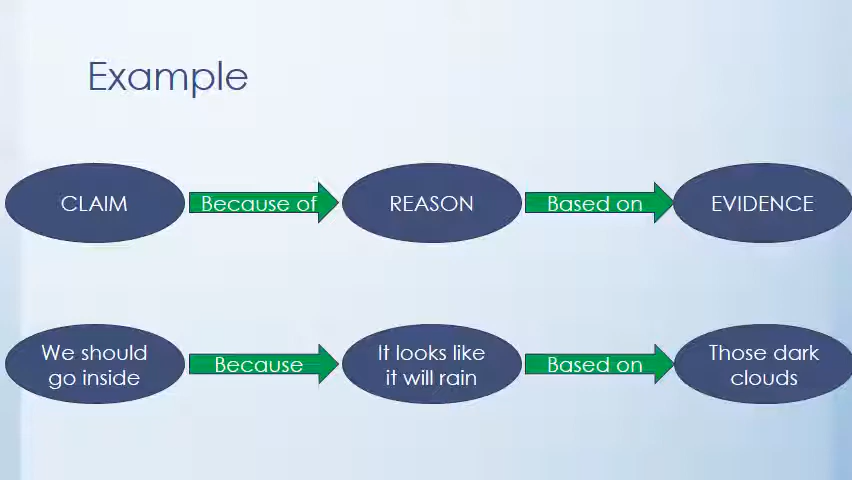 Example
CLAIM
Because of
REASON
Based on
EVIDENCE
We should
go inside
Because
It looks like
it will rain
Based on
Those dark
clouds